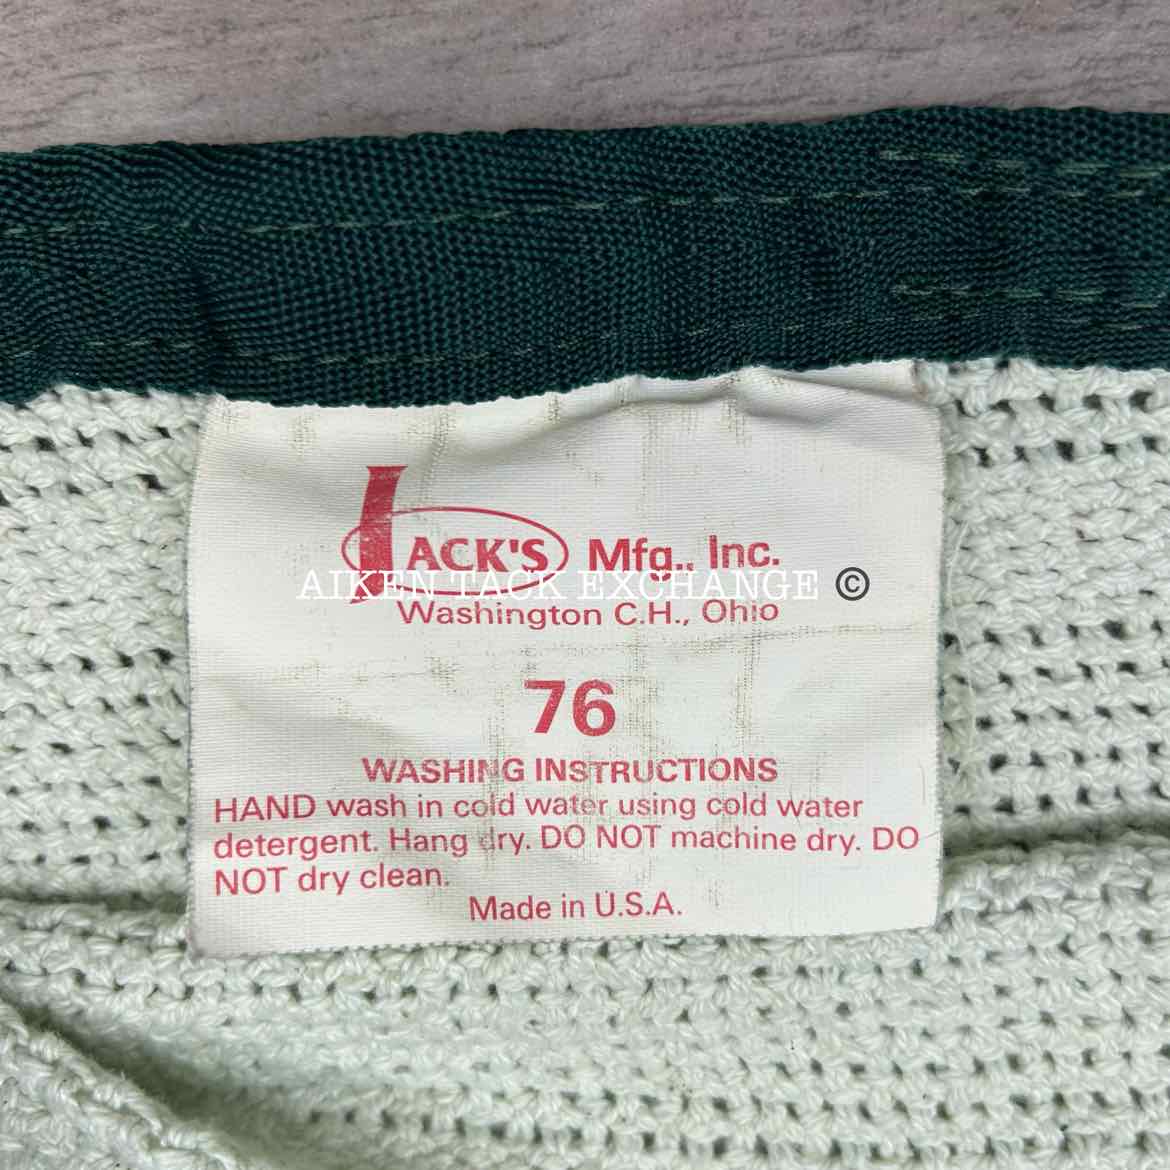 JACK'S Mfg., Inc.
AIKEN TACK EXCHANGE ©
Washington C.H., Ohio
76
WASHING INSTRUCTIONS
HAND wash in cold water using cold water
detergent. Hang dry. DO NOT machine dry. DO
NOT dry clean.
Made in U.S.A.